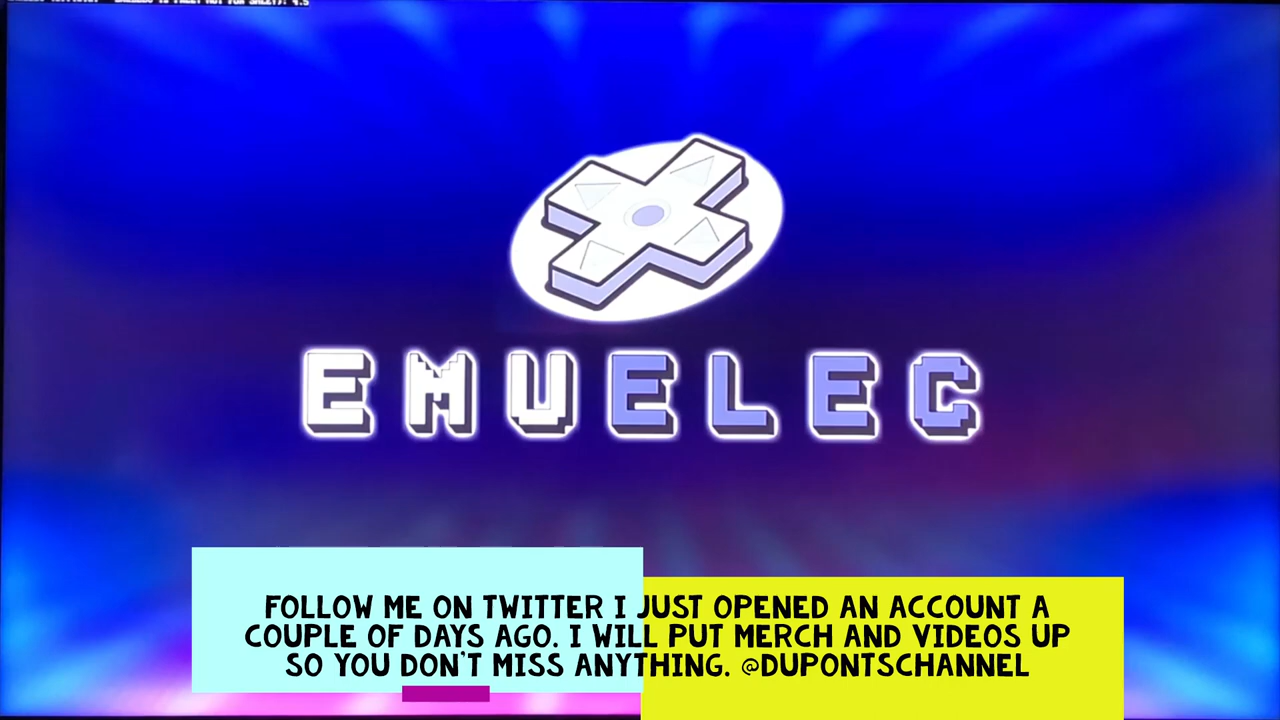 EMUELEC
FOLLOW ME ON TWITTER I JUST OPENED AN ACCOUNT A
COUPLE OF DAYS AGO. I WILL PUT MERCH AND VIDEOS UP
SO YOU DON'T MISS ANYTHING. @DUPONTSCHANNEL